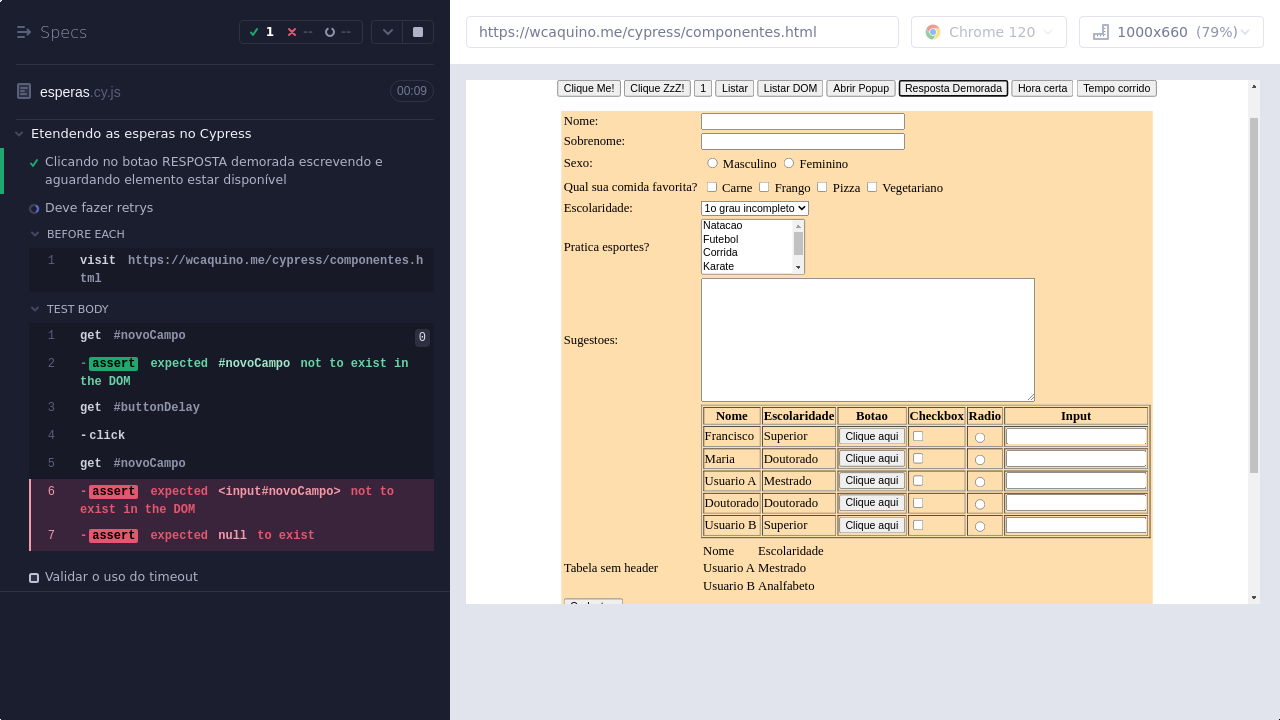 Specs
1
--
--
esperas.cy.js
00:09
Etendendo as esperas no Cypress
Clicando no botao RESPOSTA demorada escrevendo e
aguardando elemento estar disponível
Deve fazer retrys
BEFORE EACH
1 visit https://wcaquino.me/cypress/componentes.h
tml
TEST BODY
1 get #novoCampo 0
2 -assert expected #novoCampo not to exist in
the DOM
3 get #buttonDelay
4 -click
5 get #novoCampo
6 -assert expected <input#novoCampo> not to
exist in the DOM
7 -assert expected null to exist
Validar o uso do timeout
https://wcaquino.me/cypress/componentes.html
Chrome 120
1000x660 (79%)
Clique Me! Clique ZzZ! 1 Listar Listar DOM Abrir Popup Resposta Demorada Hora certa Tempo corrido
Nome:
Sobrenome:
Sexo: Masculino Feminino
Qual sua comida favorita? Carne Frango Pizza Vegetariano
Escolaridade: 1o grau incompleto
Pratica esportes?
Natacao
Futebol
Corrida
Karate
Sugestoes:
Nome Escolaridade Botao Checkbox Radio Input
Francisco Superior Clique aqui
Maria Doutorado Clique aqui
Usuario A Mestrado Clique aqui
Doutorado Doutorado Clique aqui
Usuario B Superior Clique aqui
Tabela sem header
Nome Escolaridade
Usuario A Mestrado
Usuario B Analfabeto